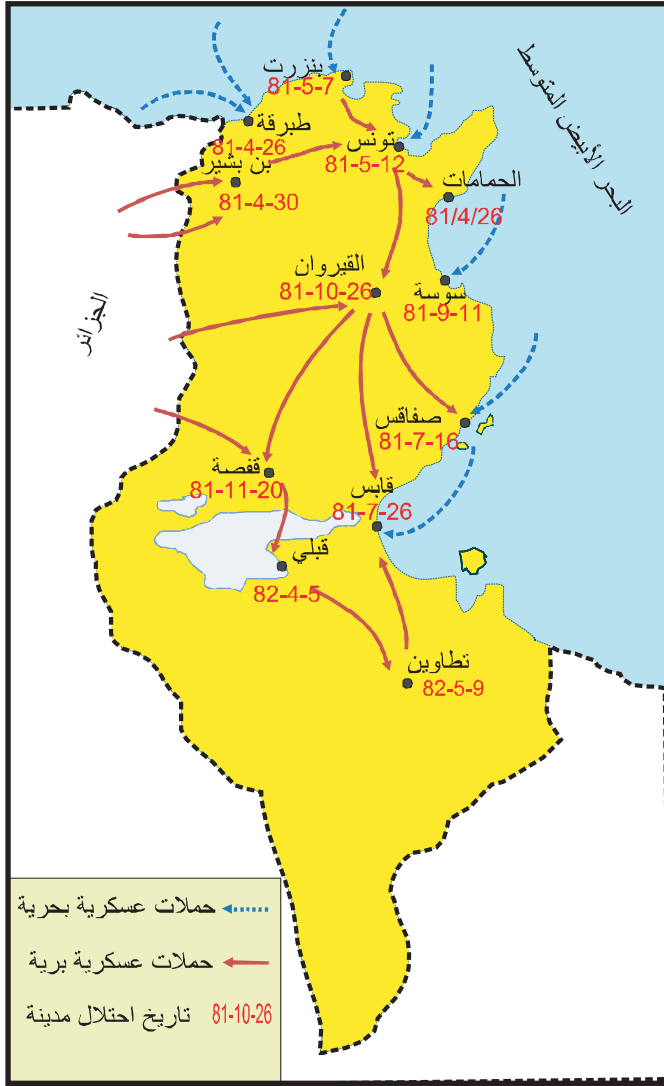 بنزرت
81-5-7
طبرقة
81-4-26
تونس
81-5-12
بن بشير
81-4-30
الحمامات
81/4/26
البحر الأبيض المتوسط
القيروان
81-10-26
سوسة
81-9-11
الجزائر
صفاقس
81-7-16
قفصة
81-11-20
قابس
81-7-26
قبلي
82-4-5
تطاوين
82-5-9
حملات عسكرية بحرية
حملات عسكرية برية
81-10-26 تاريخ احتلال مدينة